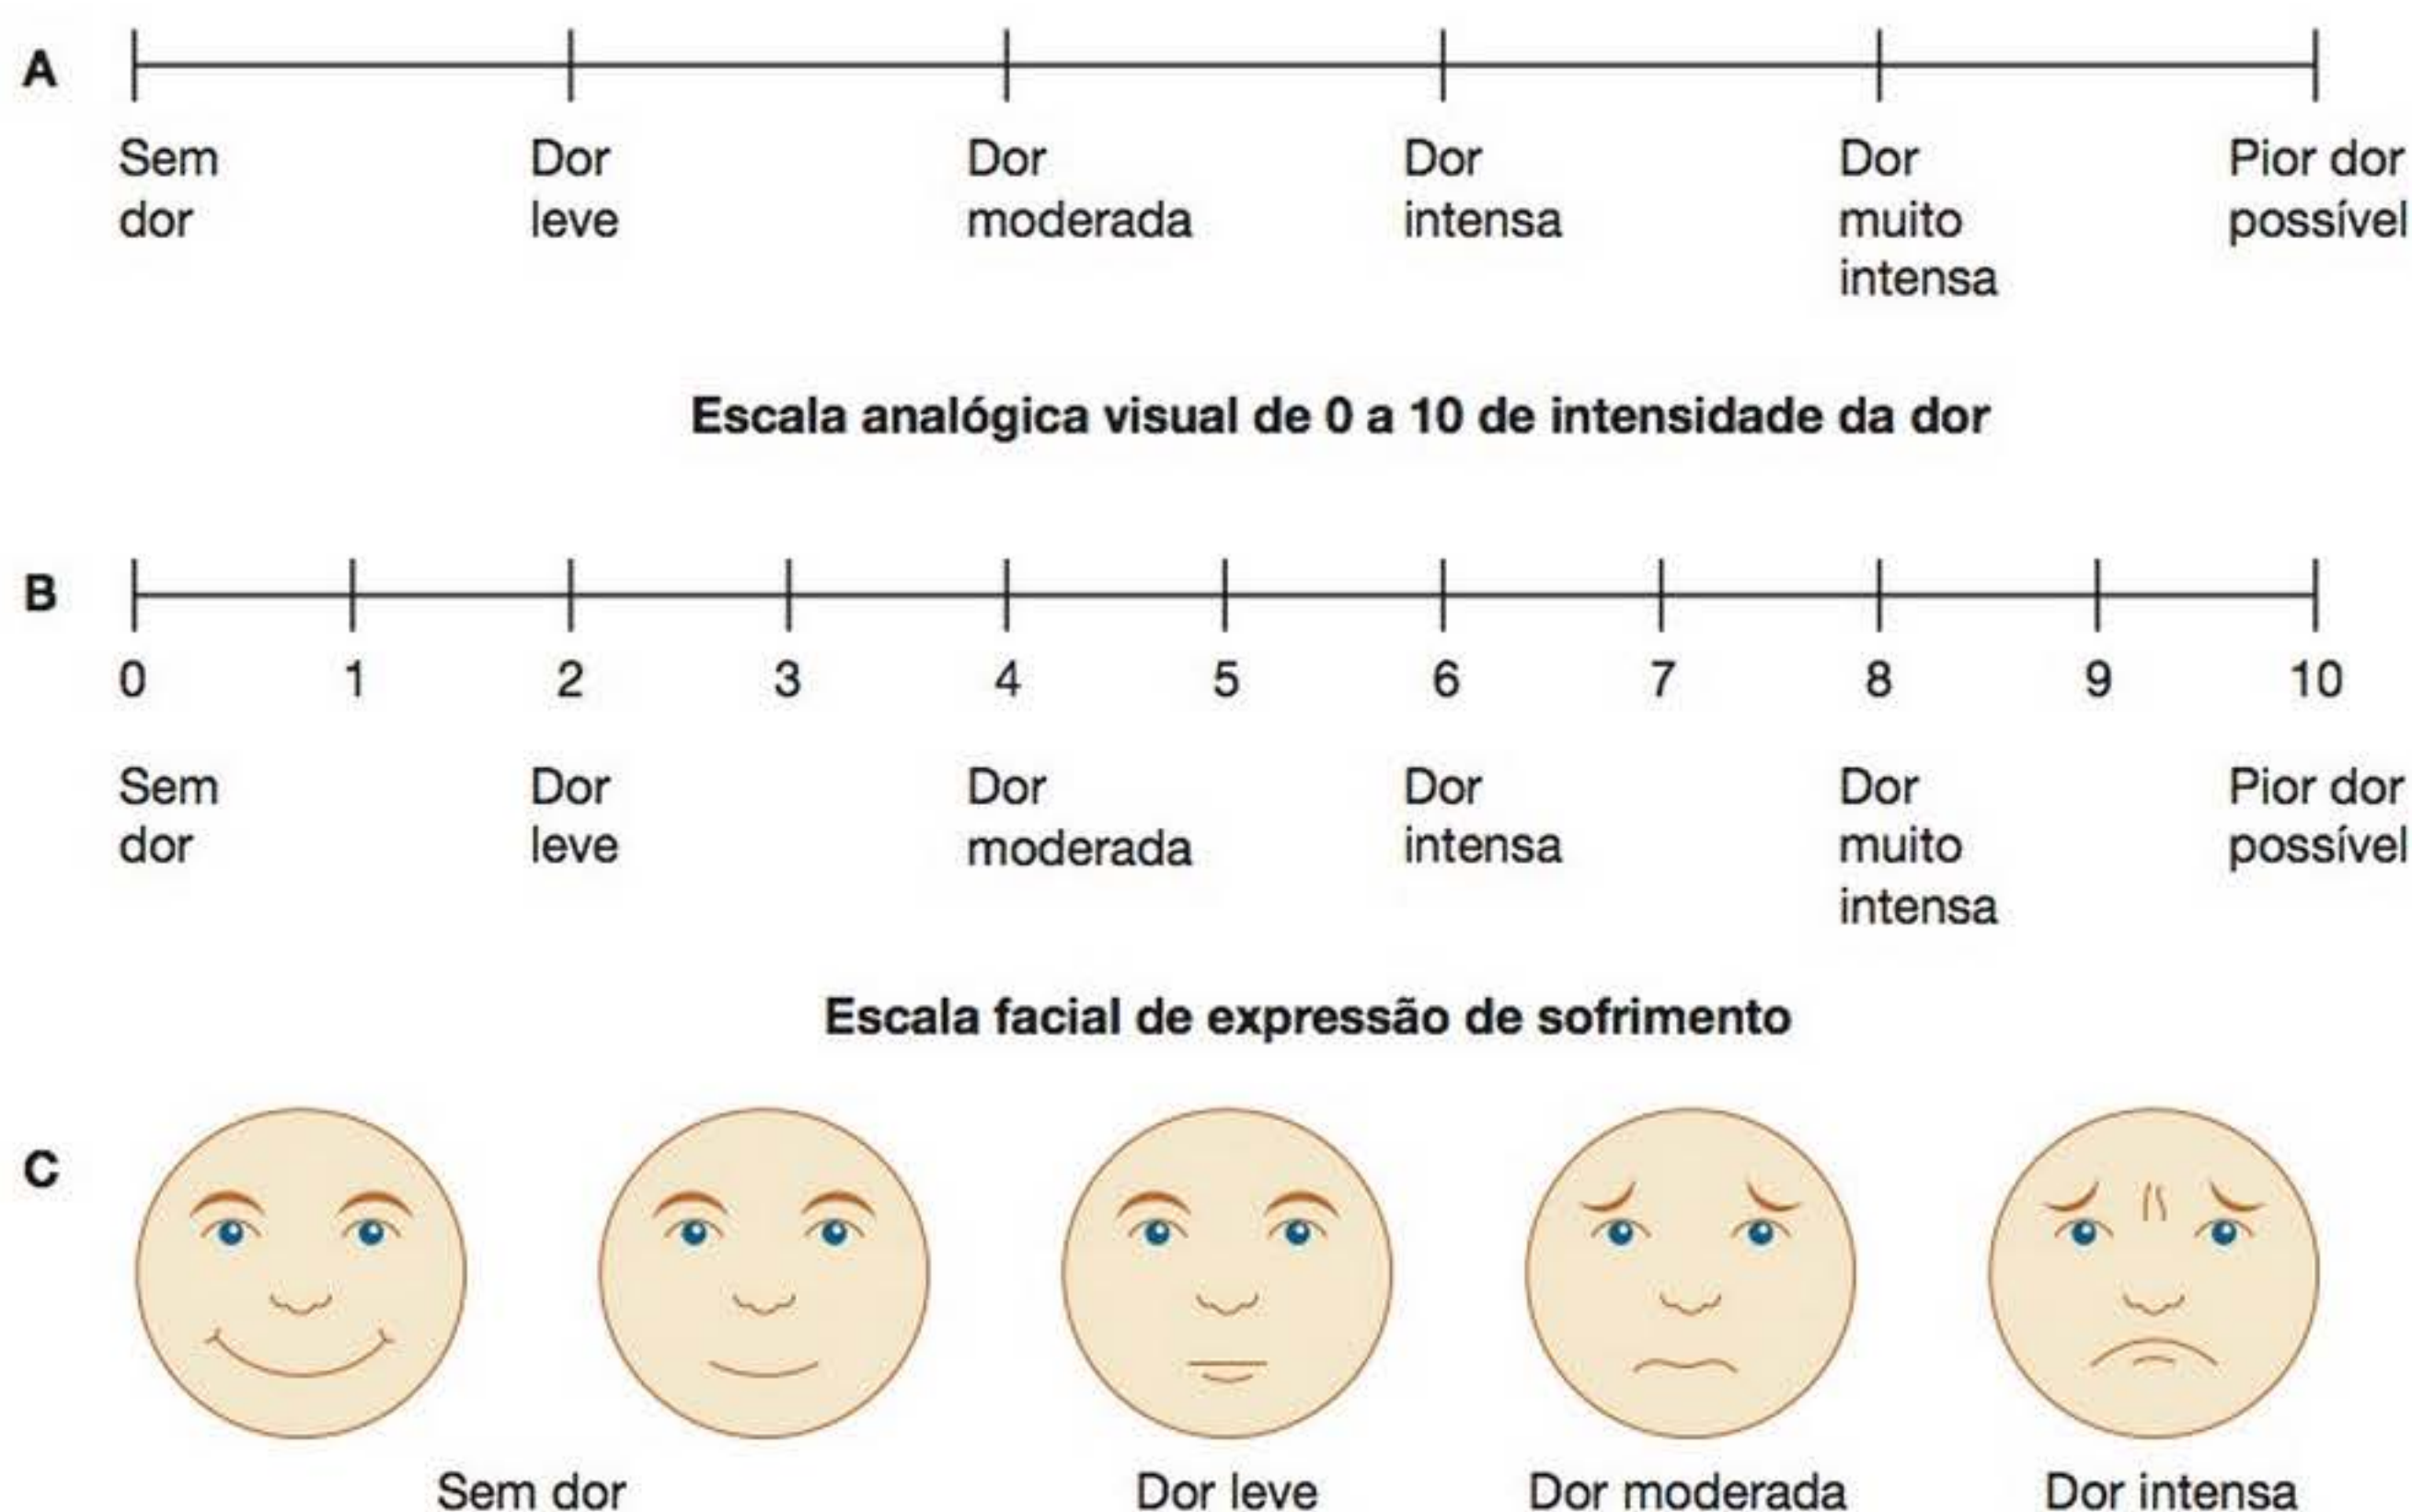 A
Sem Dor Dor Dor Dor Pior dor
dor leve moderada intensa muito possível
intensa
Escala analógica visual de 0 a 10 de intensidade da dor
B
0 1 2 3 4 5 6 7 8 9 10
Sem Dor Dor Dor Dor Pior dor
dor leve moderada intensa muito possível
intensa
Escala facial de expressão de sofrimento
C
Sem dor Dor leve Dor moderada Dor intensa